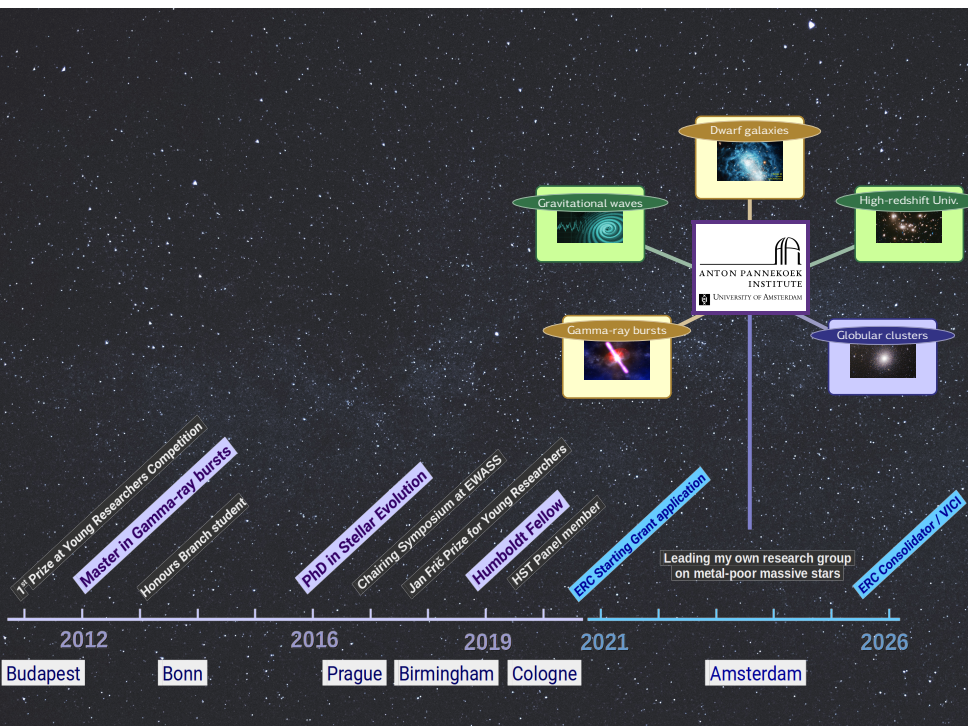 Dwarf galaxies
Gravitational waves
High-redshift Univ.
ANTON PANNEKOEK
INSTITUTE
UNIVERSITY OF AMSTERDAM
Gamma-ray bursts
Globular clusters
1st Prize at Young Researchers Competition
Master in Gamma-ray bursts
Honours Branch student
PhD in Stellar Evolution
Chairing Symposium at EWASS
Jan Fric Prize for Young Researchers
Humboldt Fellow
HST Panel member
ERC Starting Grant application
Leading my own research group
on metal-poor massive stars
ERC Consolidator / VICI
2012
2016
2019
2021
2026
Budapest
Bonn
Prague
Birmingham
Cologne
Amsterdam